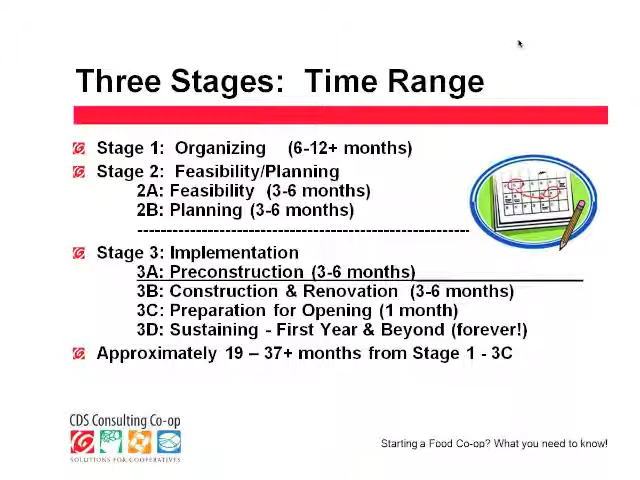 Three Stages:  Time Range
Stage 1:  Organizing    (6-12+ months)
Stage 2:  Feasibility/Planning
2A: Feasibility  (3-6 months)
2B: Planning (3-6 months)
--------------------------------------------------------
Stage 3: Implementation
3A: Preconstruction (3-6 months)
3B: Construction & Renovation  (3-6 months)
3C: Preparation for Opening (1 month)
3D: Sustaining - First Year & Beyond (forever!)
Approximately 19 – 37+ months from Stage 1 - 3C
CDS Consulting Co-op
SOLUTIONS FOR COOPERATIVES
Starting a Food Co-op? What you need to know!